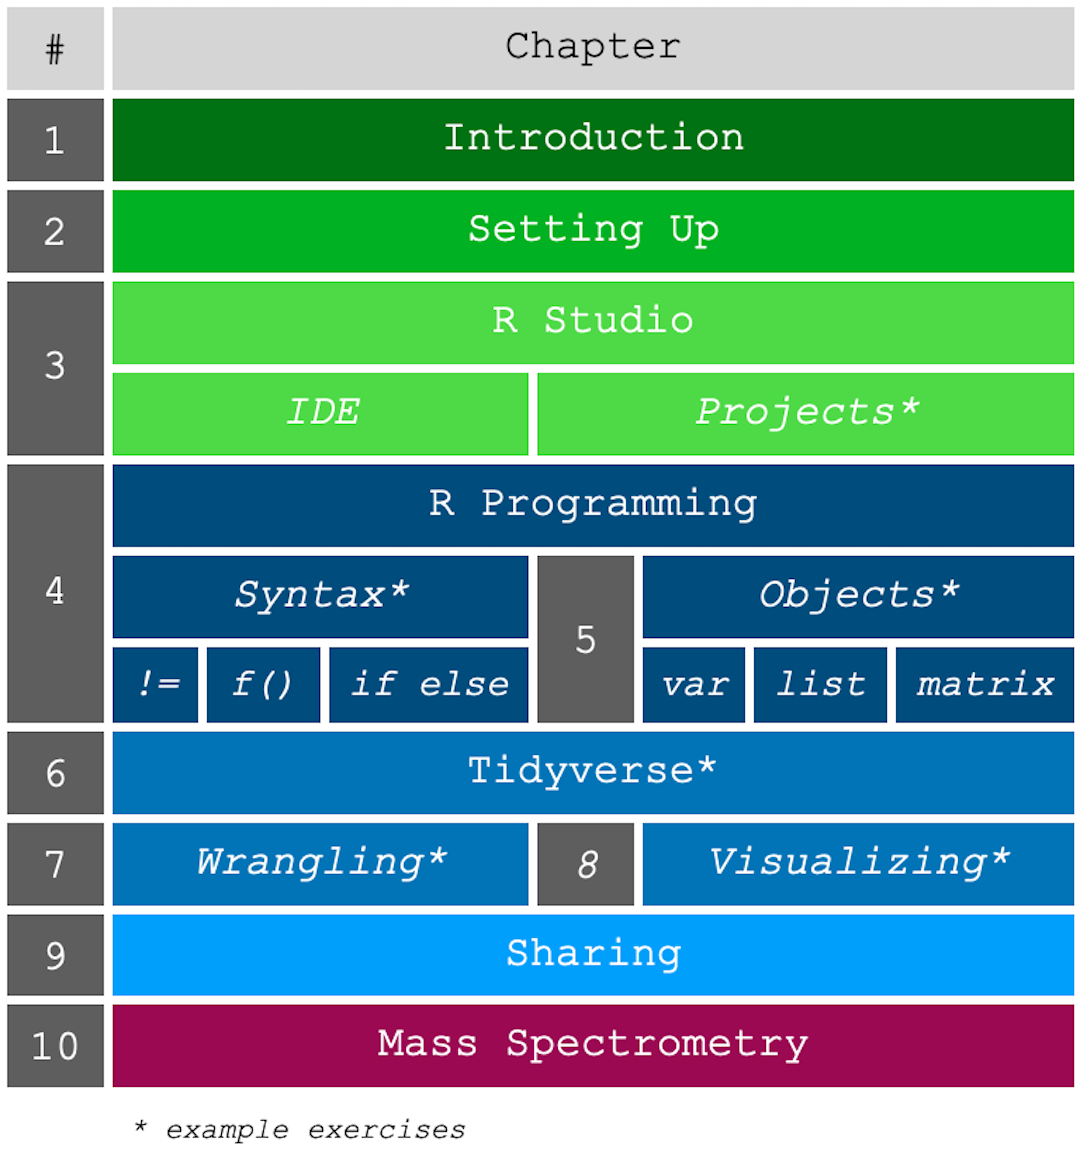 # Chapter
1 Introduction
2 Setting Up
3 R Studio
IDE Projects*
4 R Programming
Syntax* 5 Objects*
!= f() if else var list matrix
6 Tidyverse*
7 Wrangling* 8 Visualizing*
9 Sharing
10 Mass Spectrometry
* example exercises